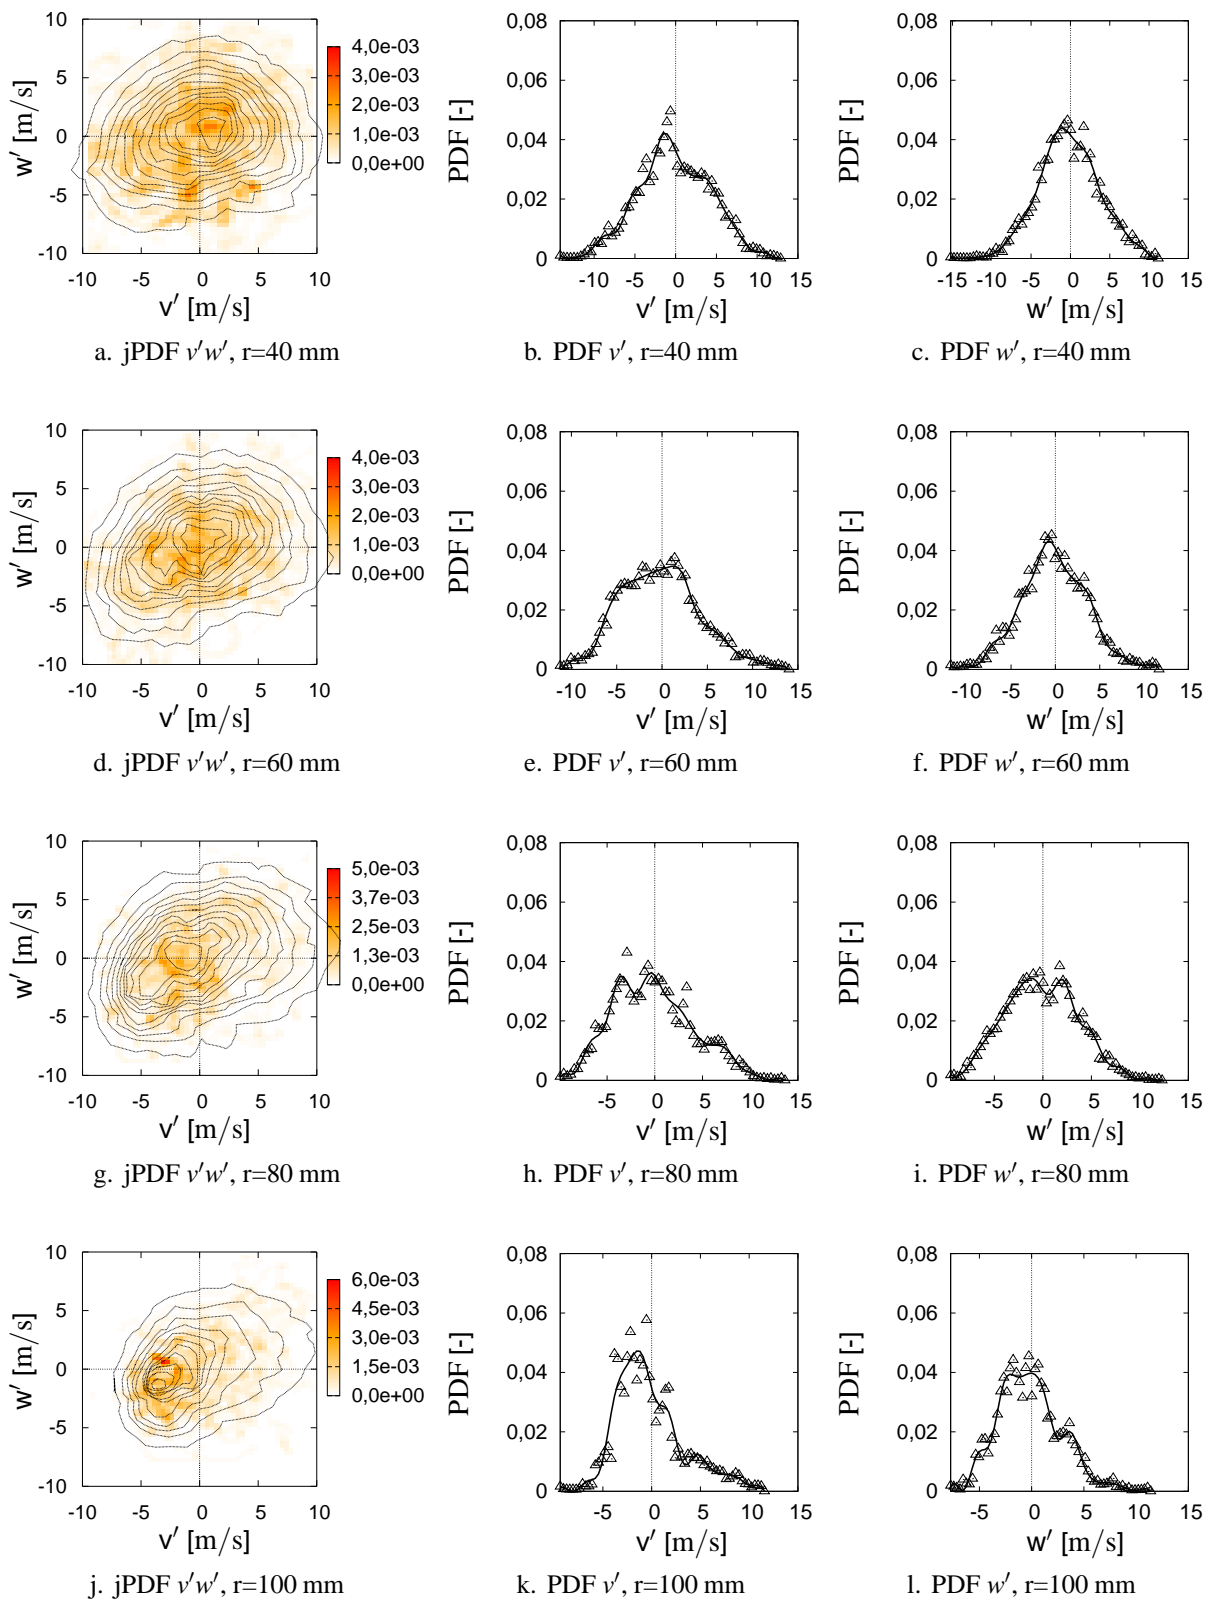 10
5
0
-5
-10
w′ [m/s]
-10 -5 0 5 10
v′ [m/s]
4,0e-03
3,0e-03
2,0e-03
1,0e-03
0,0e+00
a. jPDF v′w′, r=40 mm
0,08
0,06
0,04
0,02
0
PDF [-]
-10 -5 0 5 10 15
v′ [m/s]
b. PDF v′, r=40 mm
0,08
0,06
0,04
0,02
0
PDF [-]
-15 -10 -5 0 5 10 15
w′ [m/s]
c. PDF w′, r=40 mm
10
5
0
-5
-10
w′ [m/s]
-10 -5 0 5 10
v′ [m/s]
4,0e-03
3,0e-03
2,0e-03
1,0e-03
0,0e+00
d. jPDF v′w′, r=60 mm
0,08
0,06
0,04
0,02
0
PDF [-]
-10 -5 0 5 10 15
v′ [m/s]
e. PDF v′, r=60 mm
0,08
0,06
0,04
0,02
0
PDF [-]
-10 -5 0 5 10 15
w′ [m/s]
f. PDF w′, r=60 mm
10
5
0
-5
-10
w′ [m/s]
-10 -5 0 5 10
v′ [m/s]
5,0e-03
3,7e-03
2,5e-03
1,3e-03
0,0e+00
g. jPDF v′w′, r=80 mm
0,08
0,06
0,04
0,02
0
PDF [-]
-5 0 5 10 15
v′ [m/s]
h. PDF v′, r=80 mm
0,08
0,06
0,04
0,02
0
PDF [-]
-5 0 5 10 15
w′ [m/s]
i. PDF w′, r=80 mm
10
5
0
-5
-10
w′ [m/s]
-10 -5 0 5 10
v′ [m/s]
6,0e-03
4,5e-03
3,0e-03
1,5e-03
0,0e+00
j. jPDF v′w′, r=100 mm
0,08
0,06
0,04
0,02
0
PDF [-]
-5 0 5 10 15
v′ [m/s]
k. PDF v′, r=100 mm
0,08
0,06
0,04
0,02
0
PDF [-]
-5 0 5 10 15
w′ [m/s]
l. PDF w′, r=100 mm